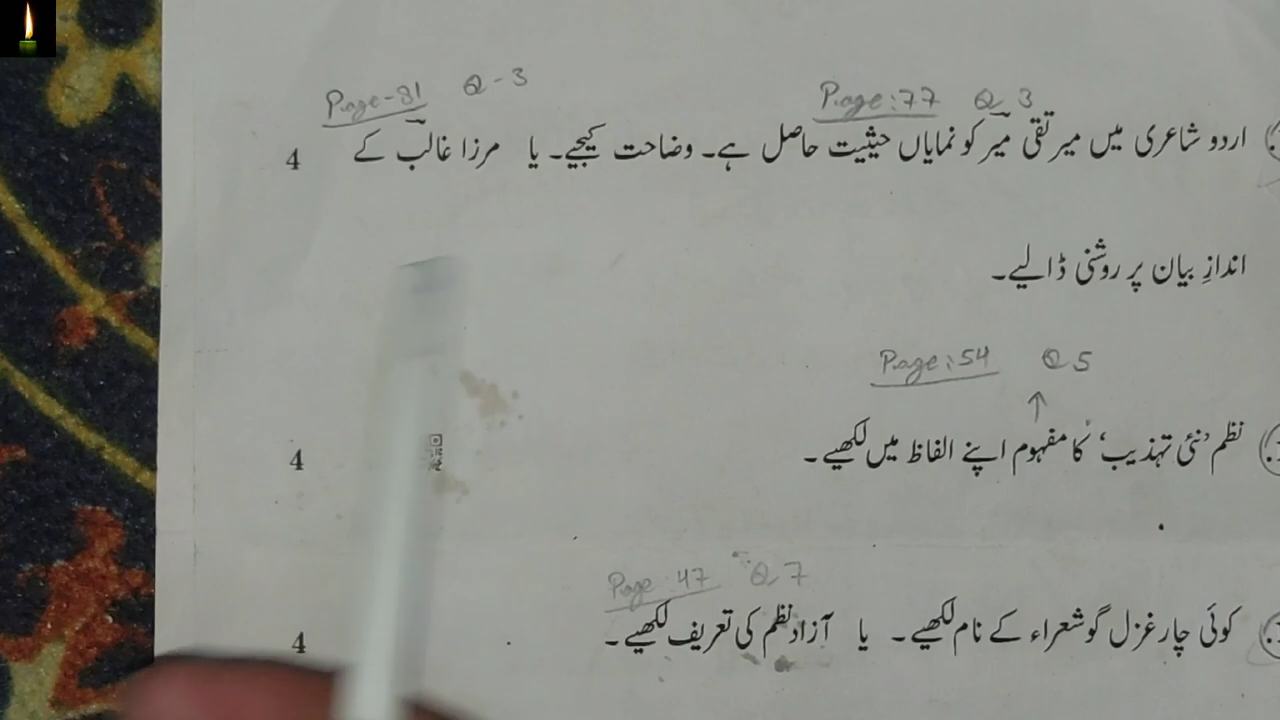 Page-81 Q-3 Page:77 Q 3
اردو شاعری میں میر تقی میر کو نمایاں حیثیت حاصل ہے۔ وضاحت کیجیے۔ یا مرزا غالب کے 4
اندازِ بیان پر روشنی ڈالیے۔
Page:54 Q 5
نظم ’نئی تہذیب‘ کا مفہوم اپنے الفاظ میں لکھیے۔ 4
Page 47 Q 7
کوئی چار غزل گو شعراء کے نام لکھیے۔ یا آزاد نظم کی تعریف لکھیے۔ 4